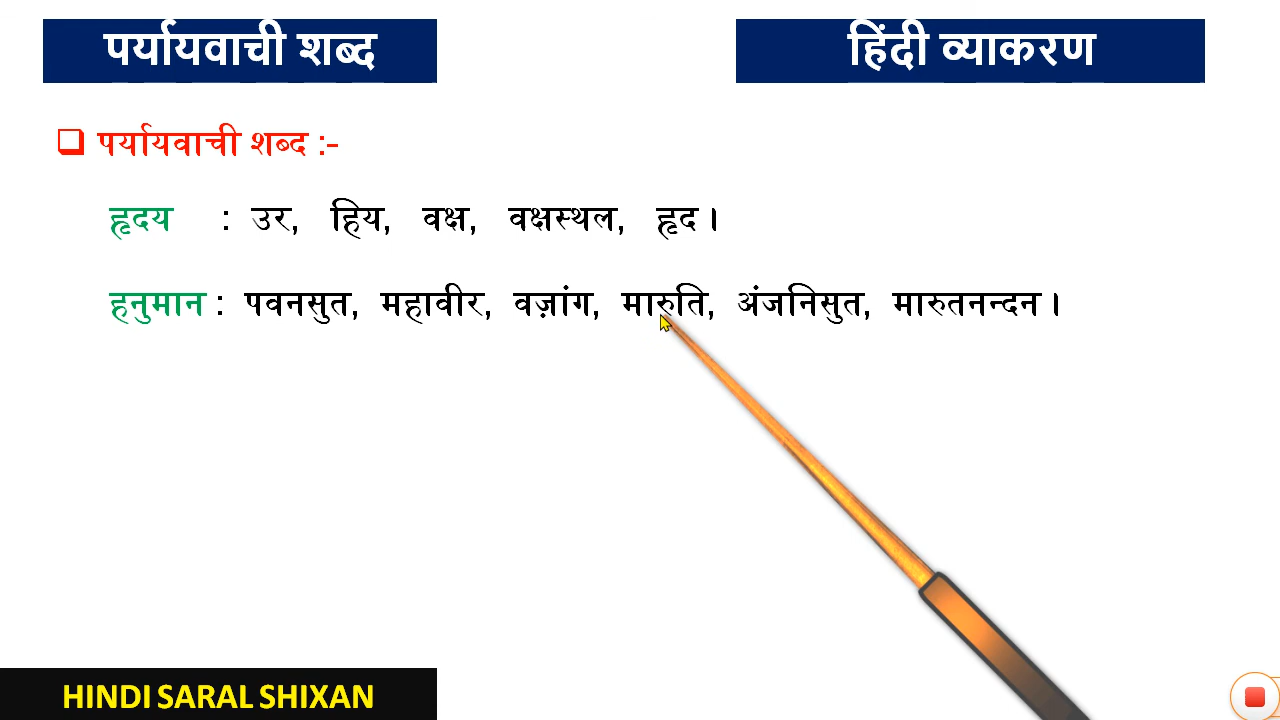 पर्यायवाची शब्द
हिंदी व्याकरण
पर्यायवाची शब्द :-
हृदय : उर, हिय, वक्ष, वक्षस्थल, हृद ।
हनुमान : पवनसुत, महावीर, वज़ांग, मारुति, अंजनिसुत, मारुतनन्दन ।
HINDI SARAL SHIXAN